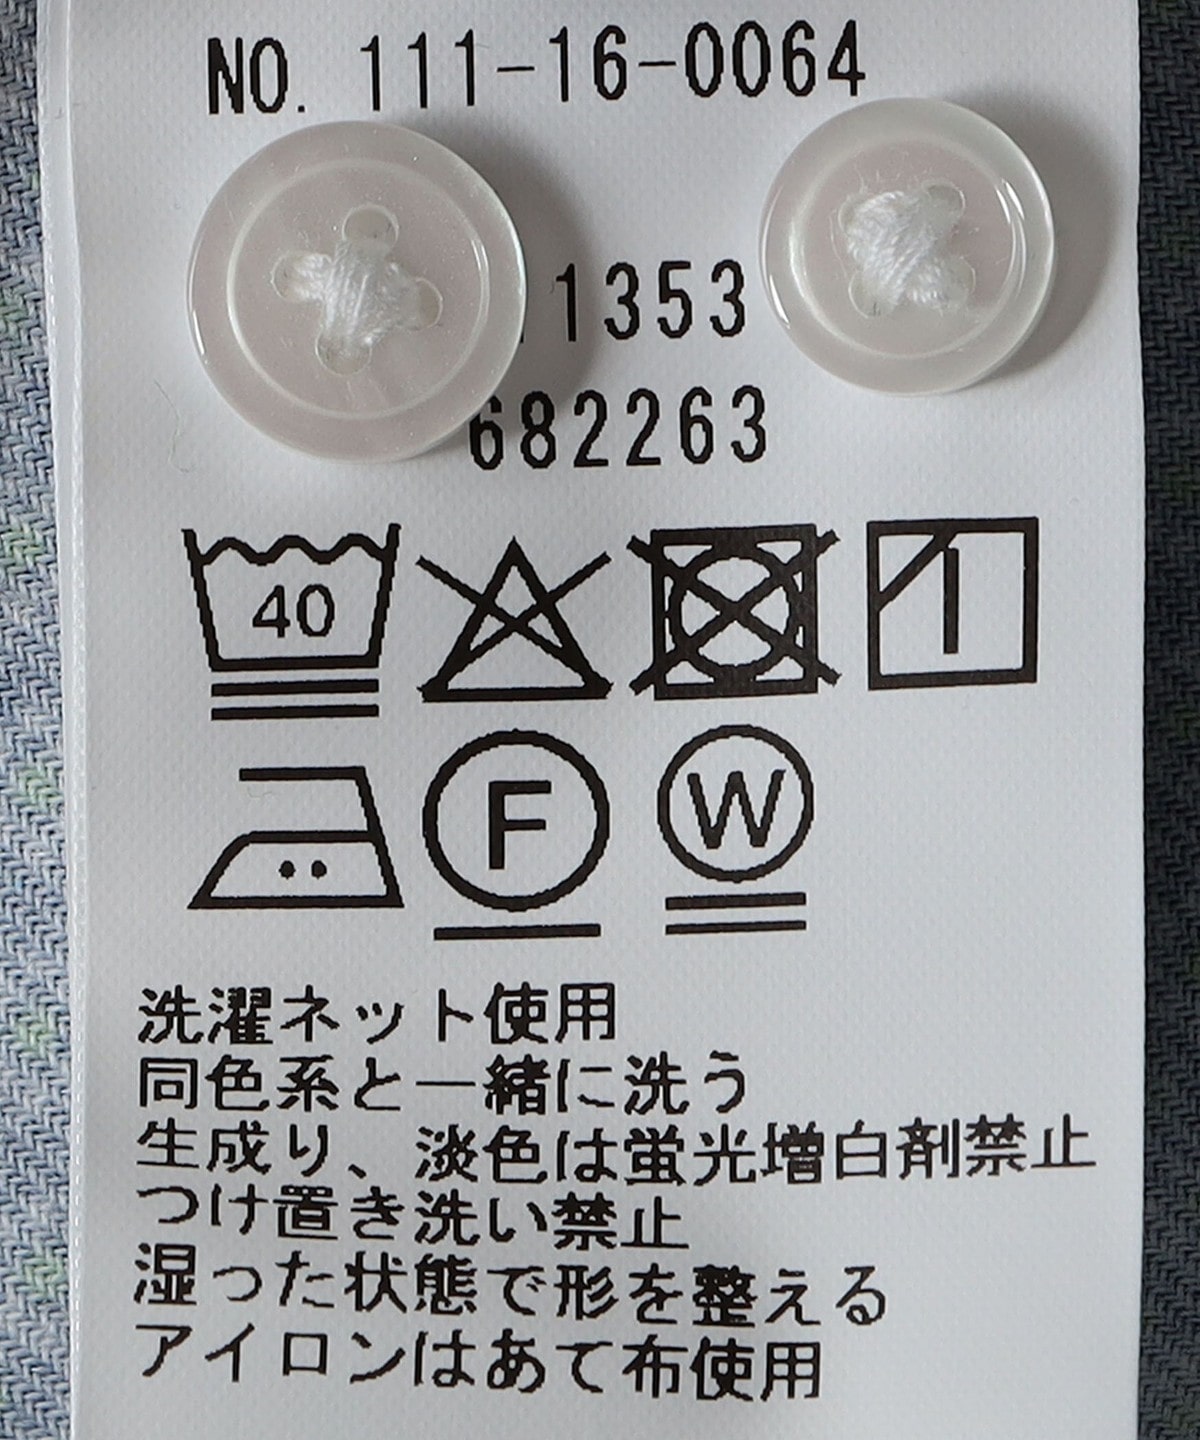 NO. 111-16-0064
1353
682263
40
F W
洗濯ネット使用
同色系と一緒に洗う
生成り、淡色は蛍光増白剤禁止
つけ置き洗い禁止
湿った状態で形を整える
アイロンはあて布使用